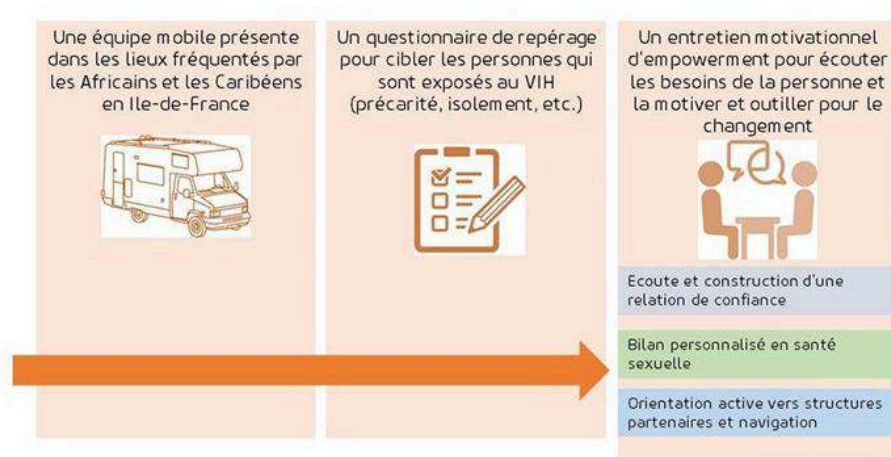 Une équipe mobile présente
dans les lieux fréquentés par
les Africains et les Caribéens
en Ile-de-France
Un questionnaire de repérage
pour cibler les personnes qui
sont exposés au VIH
(précarité, isolement, etc.)
Un entretien motivationnel
d'empowerment pour écouter
les besoins de la personne et
la motiver et outiller pour le
changement
Ecoute et construction d'une
relation de confiance
Bilan personnalisé en santé
sexuelle
Orientation active vers structures
partenaires et navigation